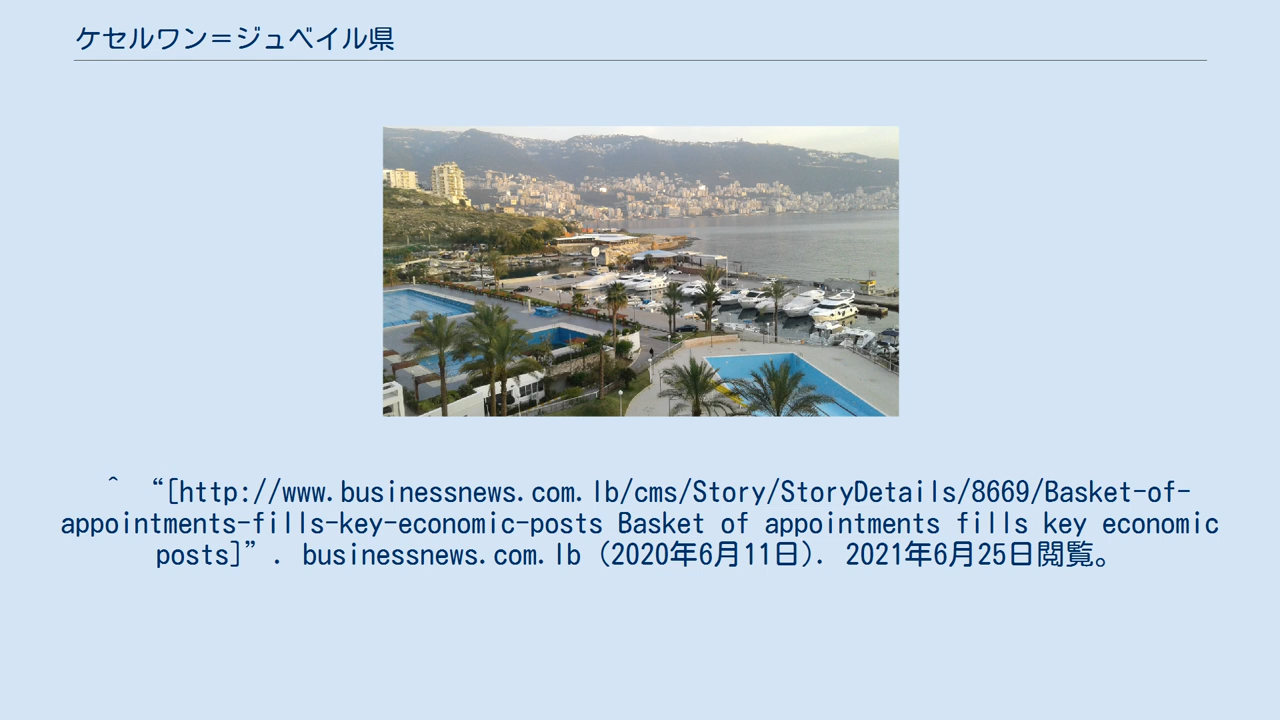 ケセルワン＝ジュベイル県
^ “[http://www.businessnews.com.lb/cms/Story/StoryDetails/8669/Basket-of-
appointments-fills-key-economic-posts Basket of appointments fills key economic
posts]”. businessnews.com.lb (2020年6月11日). 2021年6月25日閲覧。